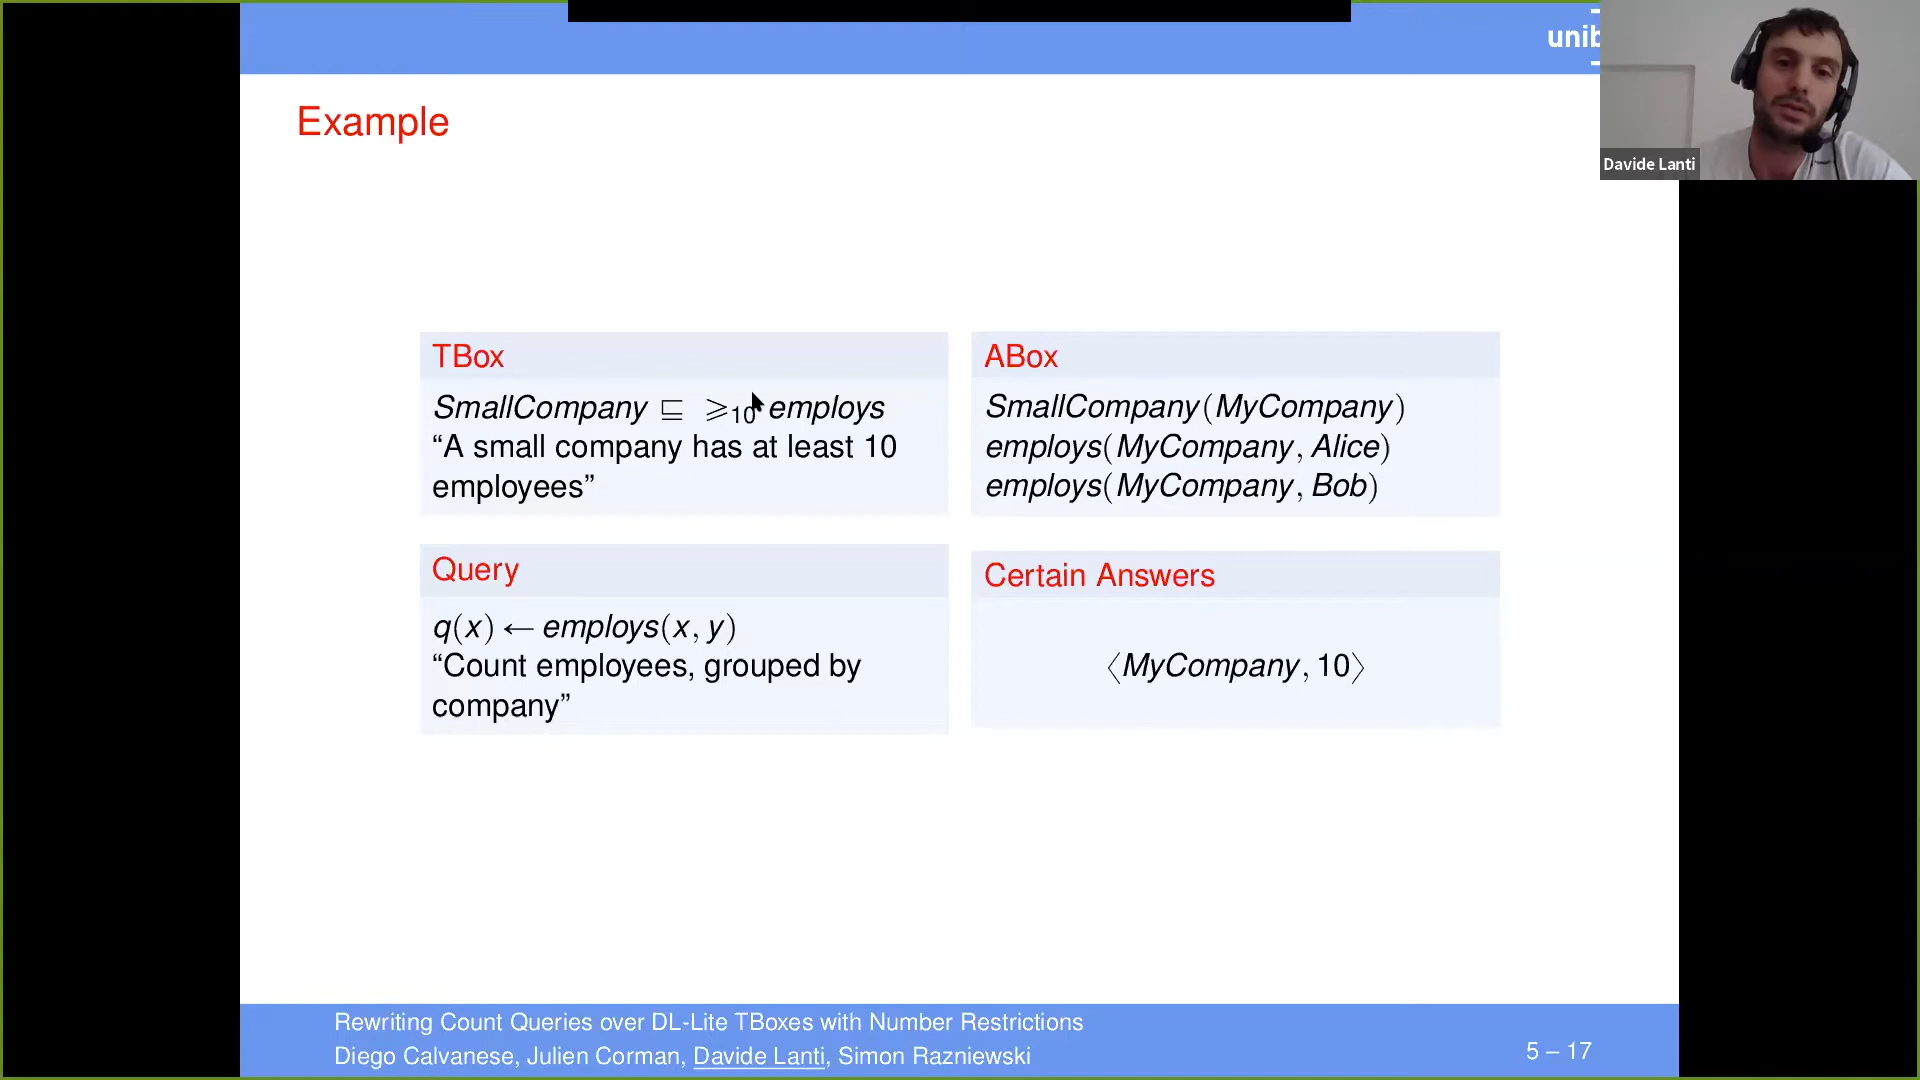 unib
Davide Lanti
Example
TBox
SmallCompany ⊑ ⩾10 employs
“A small company has at least 10
employees”
ABox
SmallCompany(MyCompany)
employs(MyCompany, Alice)
employs(MyCompany, Bob)
Query
q(x) ← employs(x, y)
“Count employees, grouped by
company”
Certain Answers
⟨MyCompany, 10⟩
Rewriting Count Queries over DL-Lite TBoxes with Number Restrictions
Diego Calvanese, Julien Corman, Davide Lanti, Simon Razniewski
5 – 17